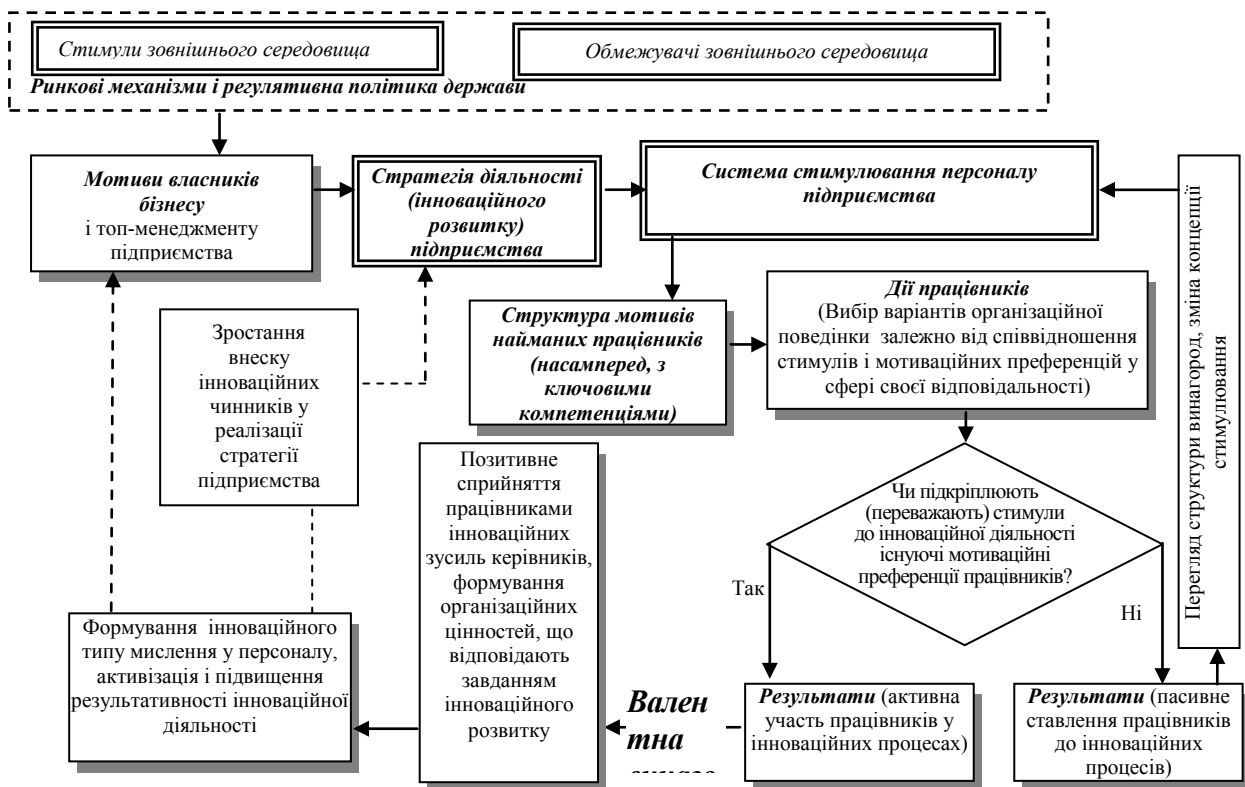 Стимули зовнішнього середовища
Обмежувачі зовнішнього середовища
Ринкові механізми і регулятивна політика держави
Мотиви власників
бізнесу
і топ-менеджменту
підприємства
Стратегія діяльності
(інноваційного
розвитку)
підприємства
Система стимулювання персоналу
підприємства
Перегляд структури винагород, зміна концепції
стимулювання
Структура мотивів
найманих працівників
(насамперед, з
ключовими
компетенціями)
Дії працівників
(Вибір варіантів організаційної
поведінки залежно від співвідношення
стимулів і мотиваційних преференцій у
сфері своєї відповідальності)
Зростання
внеску
інноваційних
чинників у
реалізації
стратегії
підприємства
Позитивне
сприйняття
працівниками
інноваційних
зусиль керівників,
формування
організаційних
цінностей, що
відповідають
завданням
інноваційного
розвитку
Чи підкріплюють
(переважають) стимули
до інноваційної діяльності
існуючі мотиваційні
преференції працівників?
Так
Ні
Формування інноваційного
типу мислення у персоналу,
активізація і підвищення
результативності інноваційної
діяльності
Вален
тна
Результати (активна
участь працівників у
інноваційних процесах)
Результати (пасивне
ставлення працівників
до інноваційних
процесів)